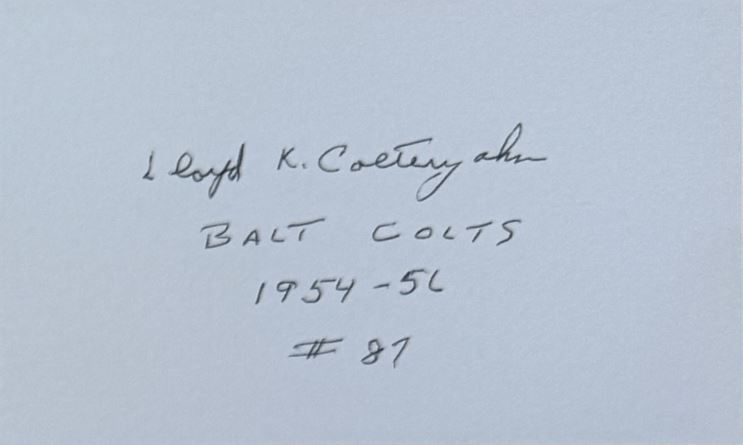 Lloyd K. Colteryahn
BALT COLTS
1954-56
# 87